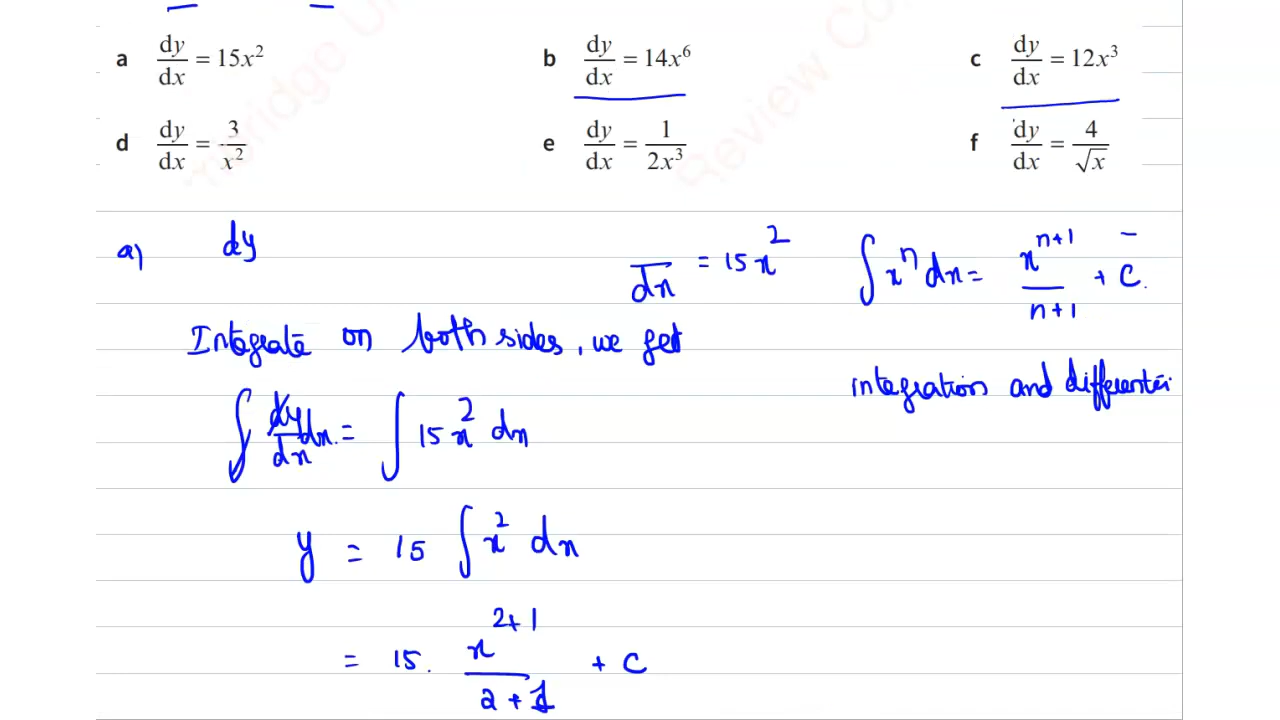 a dy/dx = 15x² b dy/dx = 14x⁶ c dy/dx = 12x³
d dy/dx = 3/x² e dy/dx = 1/2x³ f dy/dx = 4/√x
a) dy
‾/dx = 15x² ∫xⁿ dx = xⁿ⁺¹/n+1 + C.
Integrate on both sides, we get
integration and differenti
∫ dy/dx dx = ∫ 15x² dx
y = 15 ∫ x² dx
= 15. x²⁺¹/2+1 + C